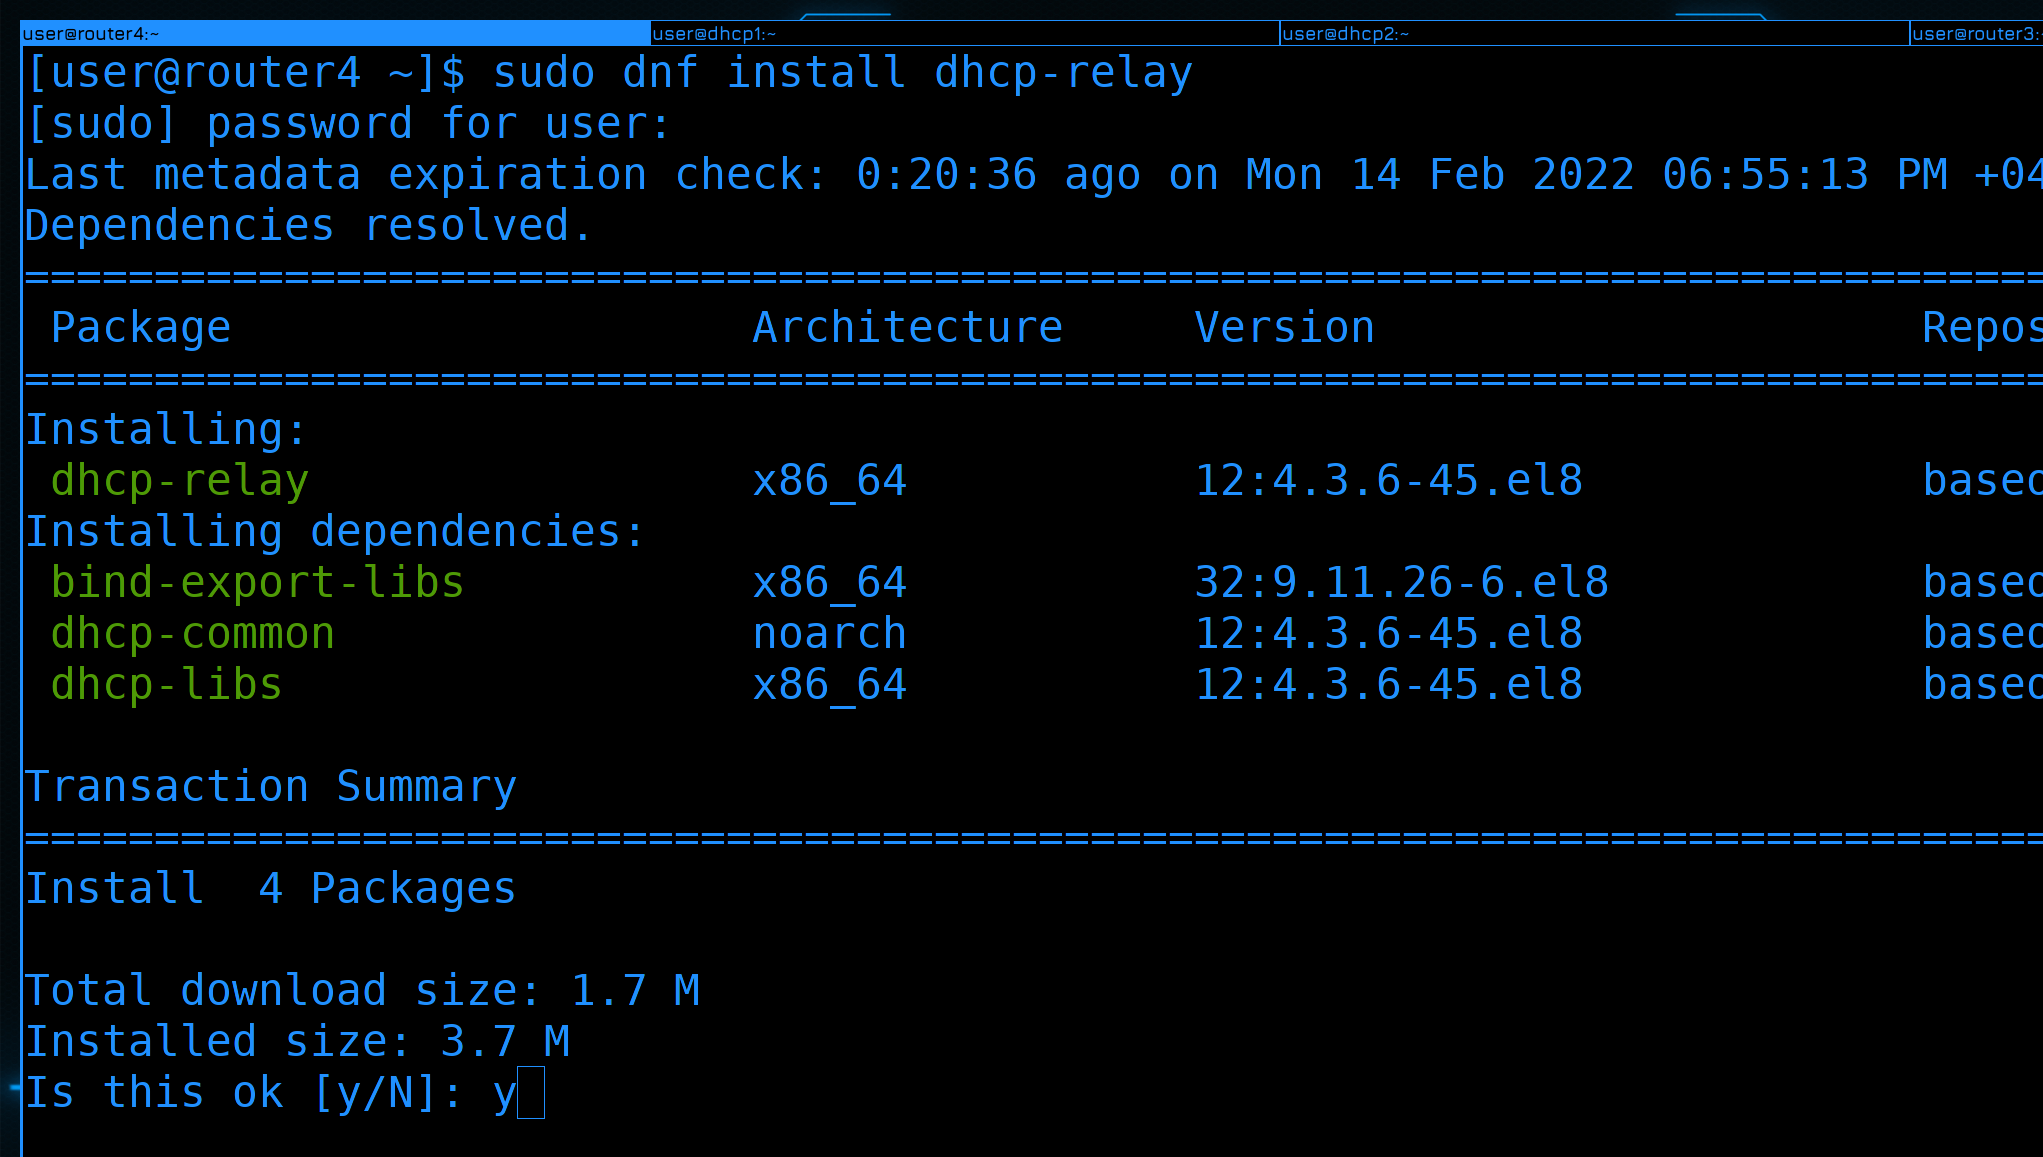 user@router4:~ user@dhcp1:~ user@dhcp2:~ user@router3:
[user@router4 ~]$ sudo dnf install dhcp-relay
[sudo] password for user:
Last metadata expiration check: 0:20:36 ago on Mon 14 Feb 2022 06:55:13 PM +04
Dependencies resolved.
==============================================================================
Package Architecture Version Repos
==============================================================================
Installing:
dhcp-relay x86_64 12:4.3.6-45.el8 baseo
Installing dependencies:
bind-export-libs x86_64 32:9.11.26-6.el8 baseo
dhcp-common noarch 12:4.3.6-45.el8 baseo
dhcp-libs x86_64 12:4.3.6-45.el8 baseo
Transaction Summary
==============================================================================
Install  4 Packages
Total download size: 1.7 M
Installed size: 3.7 M
Is this ok [y/N]: y